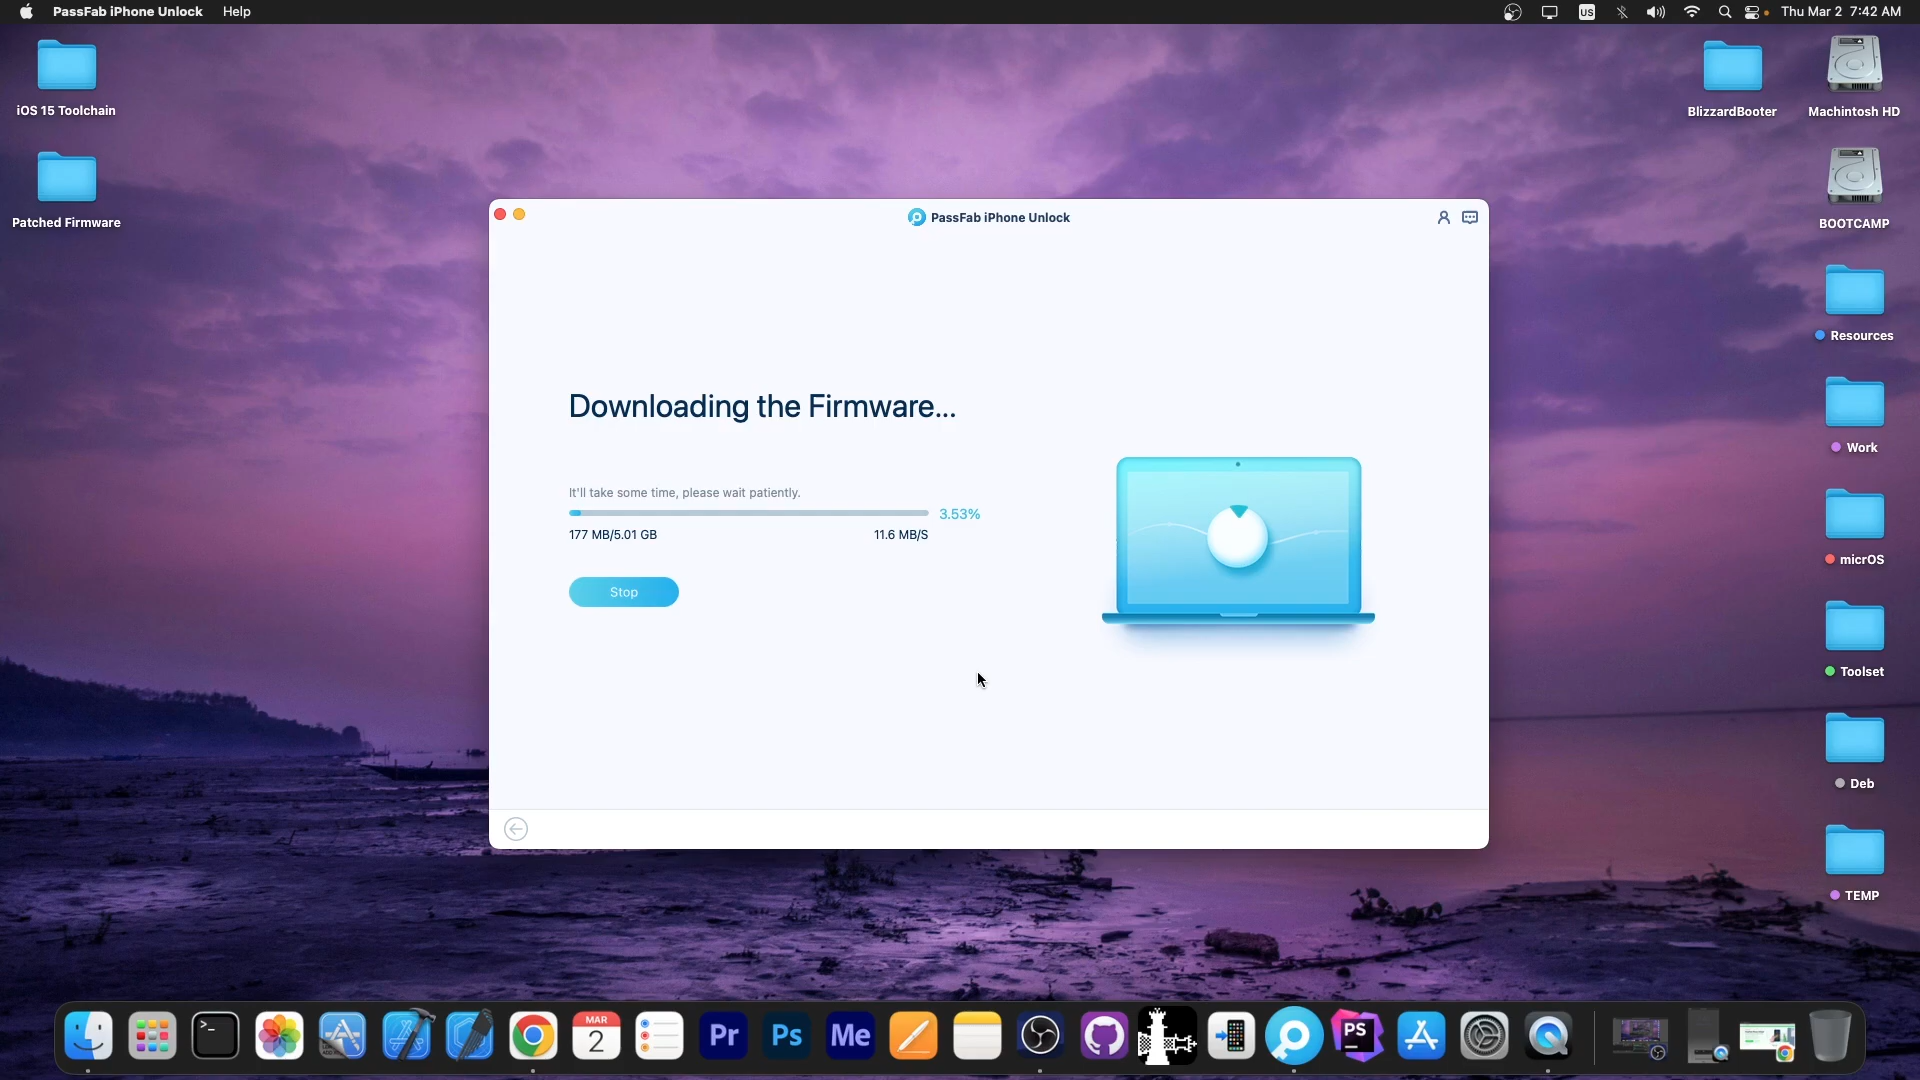 PassFab iPhone Unlock Help
US
Thu Mar 2 7:42 AM
iOS 15 Toolchain
Patched Firmware
BlizzardBooter
Machintosh HD
BOOTCAMP
Resources
Work
micrOS
Toolset
Deb
TEMP
PassFab iPhone Unlock
Downloading the Firmware...
It'll take some time, please wait patiently.
3.53%
177 MB/5.01 GB
11.6 MB/S
Stop
>_
MAR
2
Pr
Ps
Me
PS